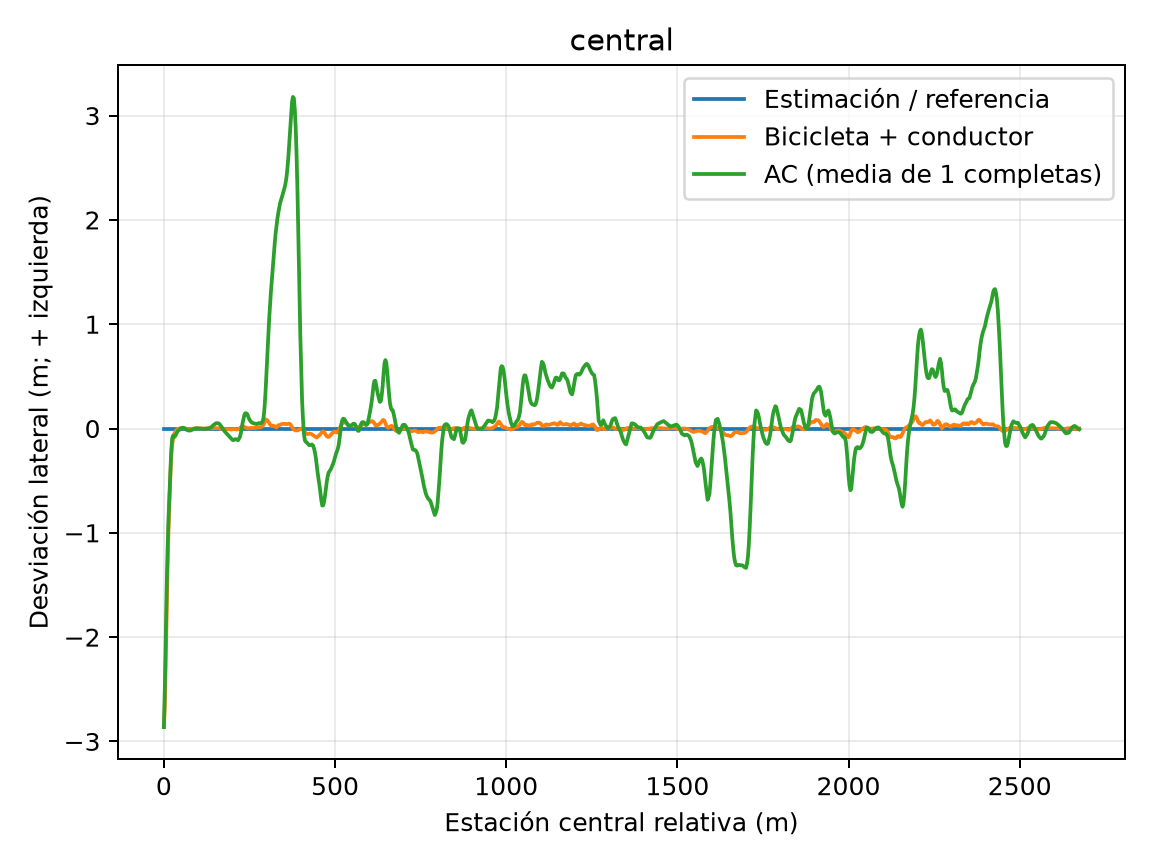 central
Estimación / referencia
Bicicleta + conductor
AC (media de 1 completas)
Desviación lateral (m; + izquierda)
3
2
1
0
−1
−2
−3
0 500 1000 1500 2000 2500
Estación central relativa (m)